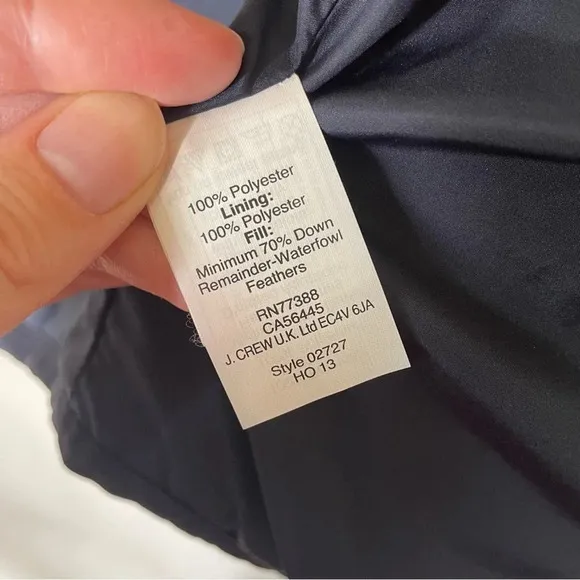 100% Polyester
Lining:
100% Polyester
Fill:
Minimum 70% Down
Remainder-Waterfowl
Feathers
RN77388
CA56445
J. CREW U.K. Ltd EC4V 6JA
Style 02727
HO 13